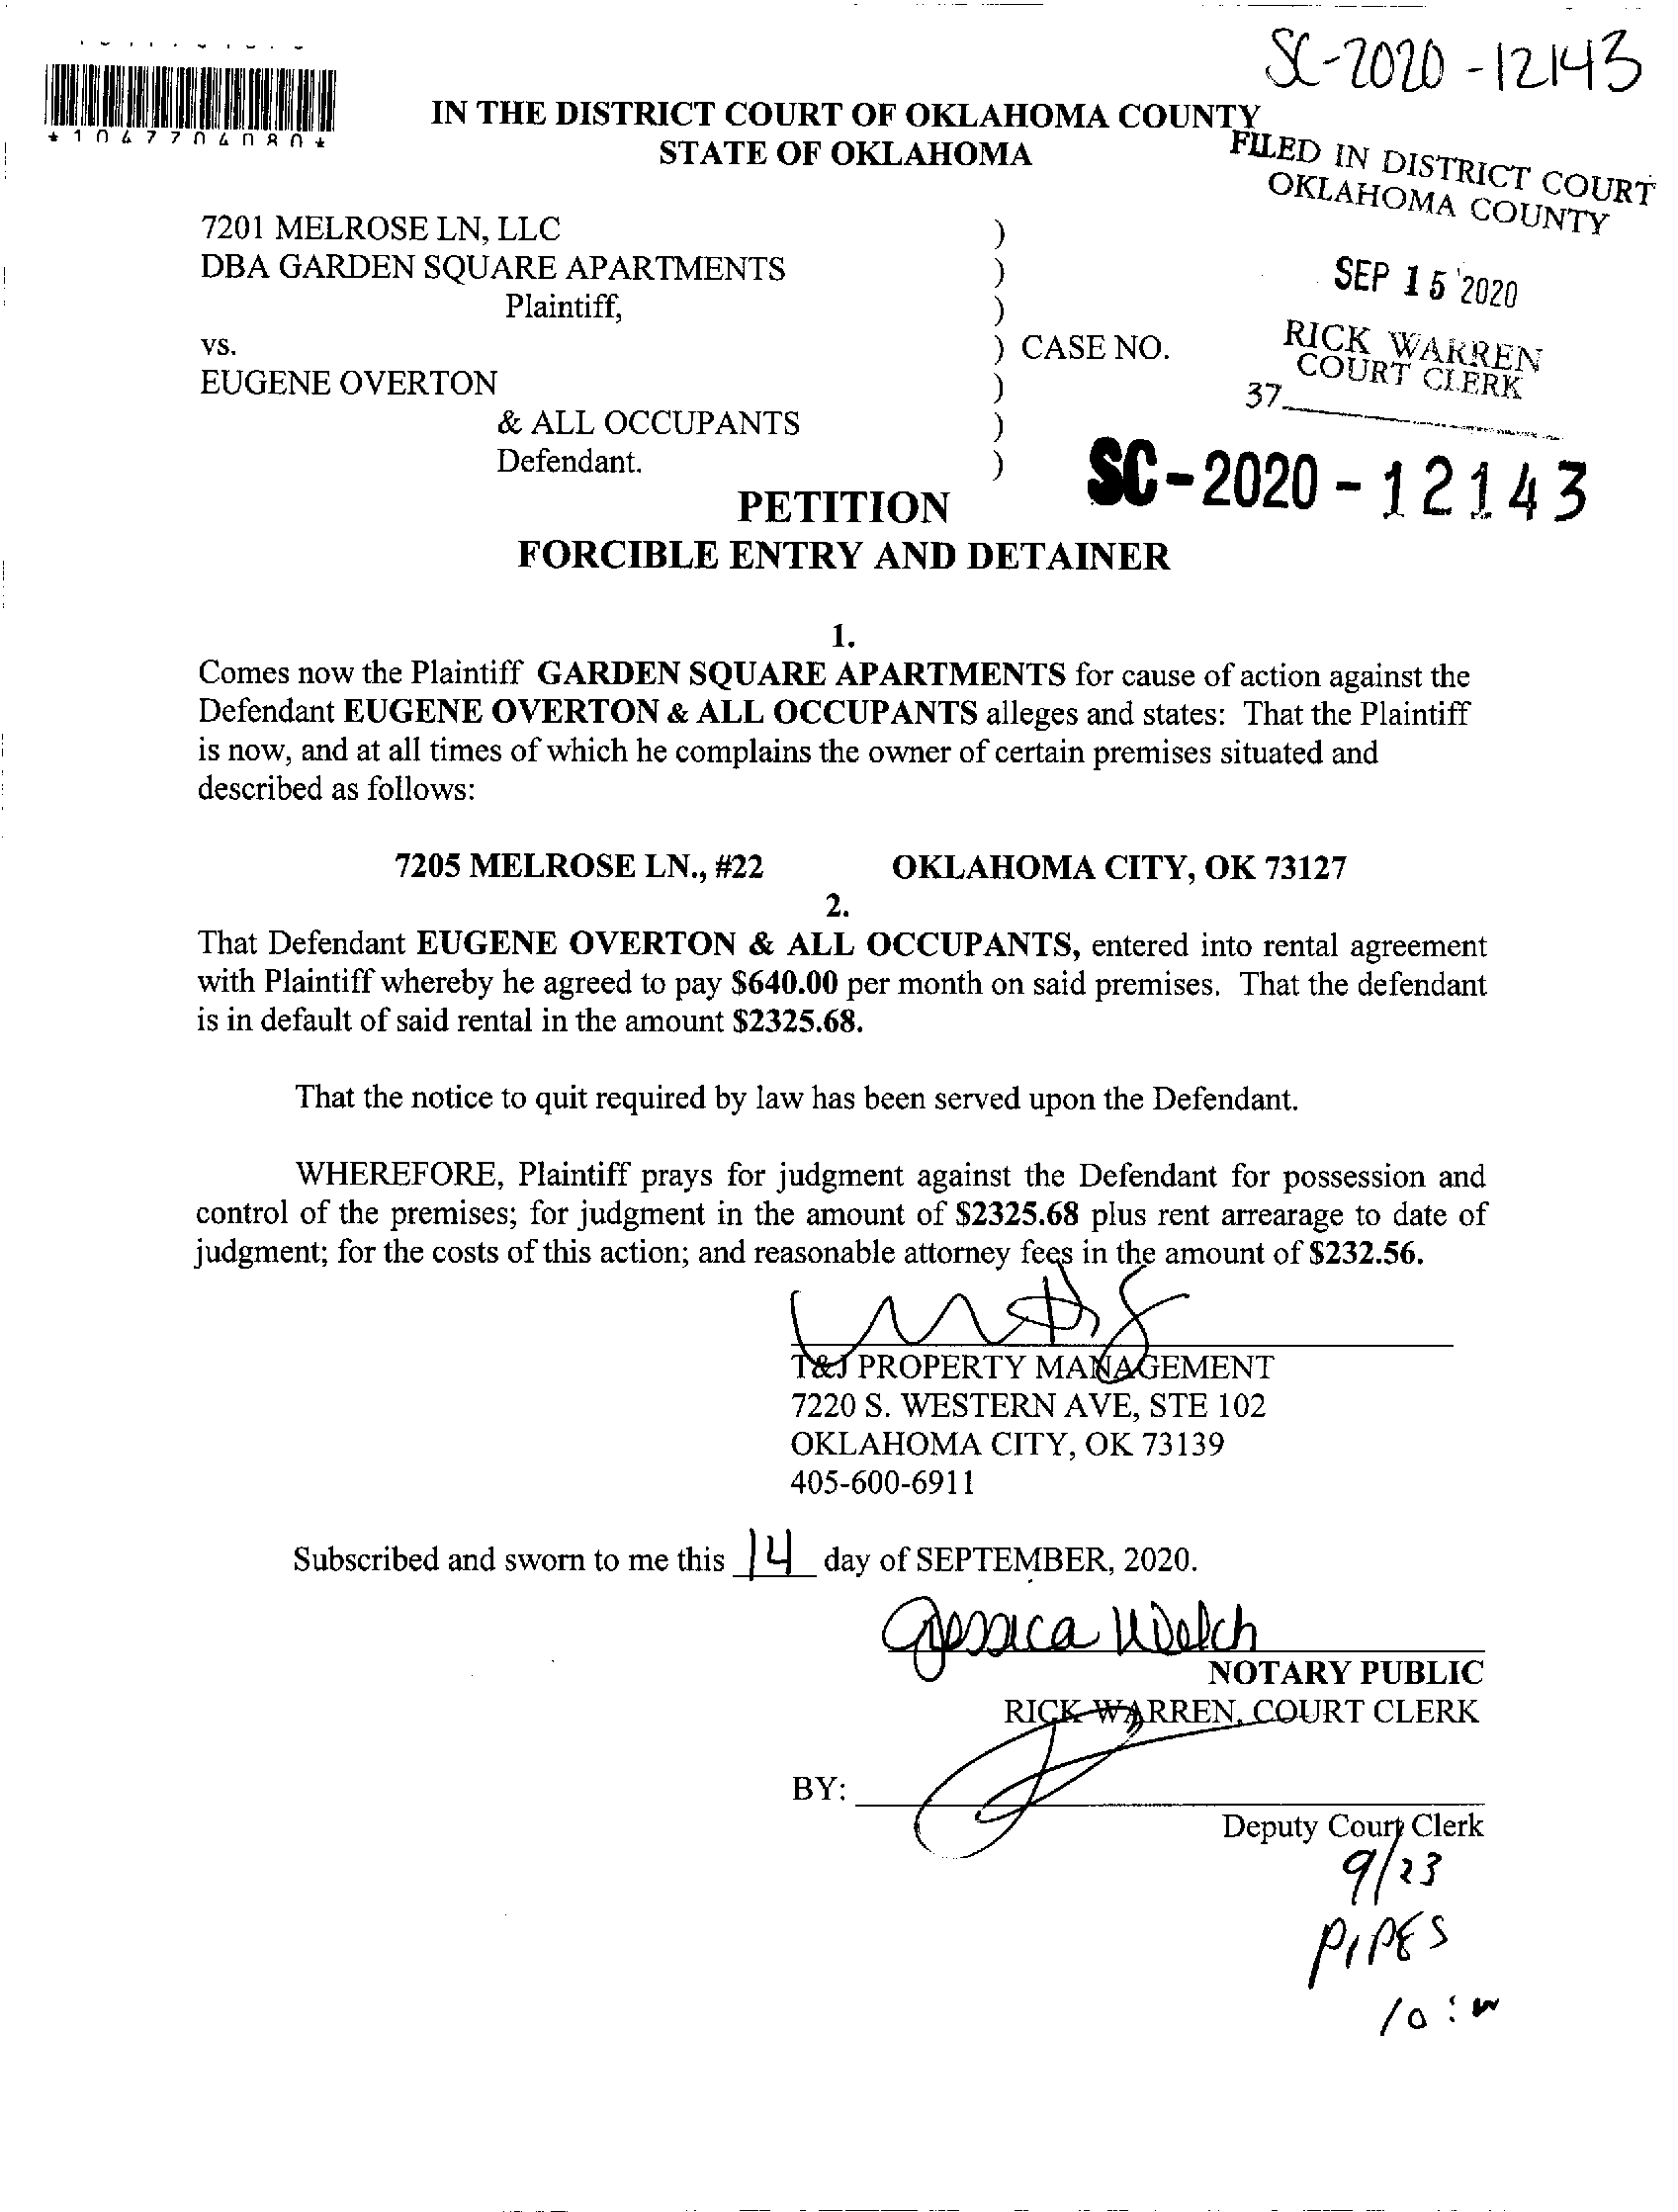 SC-2020-12143
*1047704080*
IN THE DISTRICT COURT OF OKLAHOMA COUNTY
STATE OF OKLAHOMA
FILED IN DISTRICT COURT
OKLAHOMA COUNTY
7201 MELROSE LN, LLC )
DBA GARDEN SQUARE APARTMENTS )
SEP 15 2020
Plaintiff, )
vs. ) CASE NO.
RICK WARREN
COURT CLERK
EUGENE OVERTON )
37
& ALL OCCUPANTS )
Defendant. )
SC-2020-12143
PETITION
FORCIBLE ENTRY AND DETAINER
1.
Comes now the Plaintiff GARDEN SQUARE APARTMENTS for cause of action against the
Defendant EUGENE OVERTON & ALL OCCUPANTS alleges and states: That the Plaintiff
is now, and at all times of which he complains the owner of certain premises situated and
described as follows:
7205 MELROSE LN., #22 OKLAHOMA CITY, OK 73127
2.
That Defendant EUGENE OVERTON & ALL OCCUPANTS, entered into rental agreement
with Plaintiff whereby he agreed to pay $640.00 per month on said premises. That the defendant
is in default of said rental in the amount $2325.68.
That the notice to quit required by law has been served upon the Defendant.
WHEREFORE, Plaintiff prays for judgment against the Defendant for possession and
control of the premises; for judgment in the amount of $2325.68 plus rent arrearage to date of
judgment; for the costs of this action; and reasonable attorney fees in the amount of $232.56.
T&J PROPERTY MANAGEMENT
7220 S. WESTERN AVE, STE 102
OKLAHOMA CITY, OK 73139
405-600-6911
Subscribed and sworn to me this 14 day of SEPTEMBER, 2020.
Jessica Welch
NOTARY PUBLIC
RICK WARREN, COURT CLERK
BY:
Deputy Court Clerk
9/23
PIPES